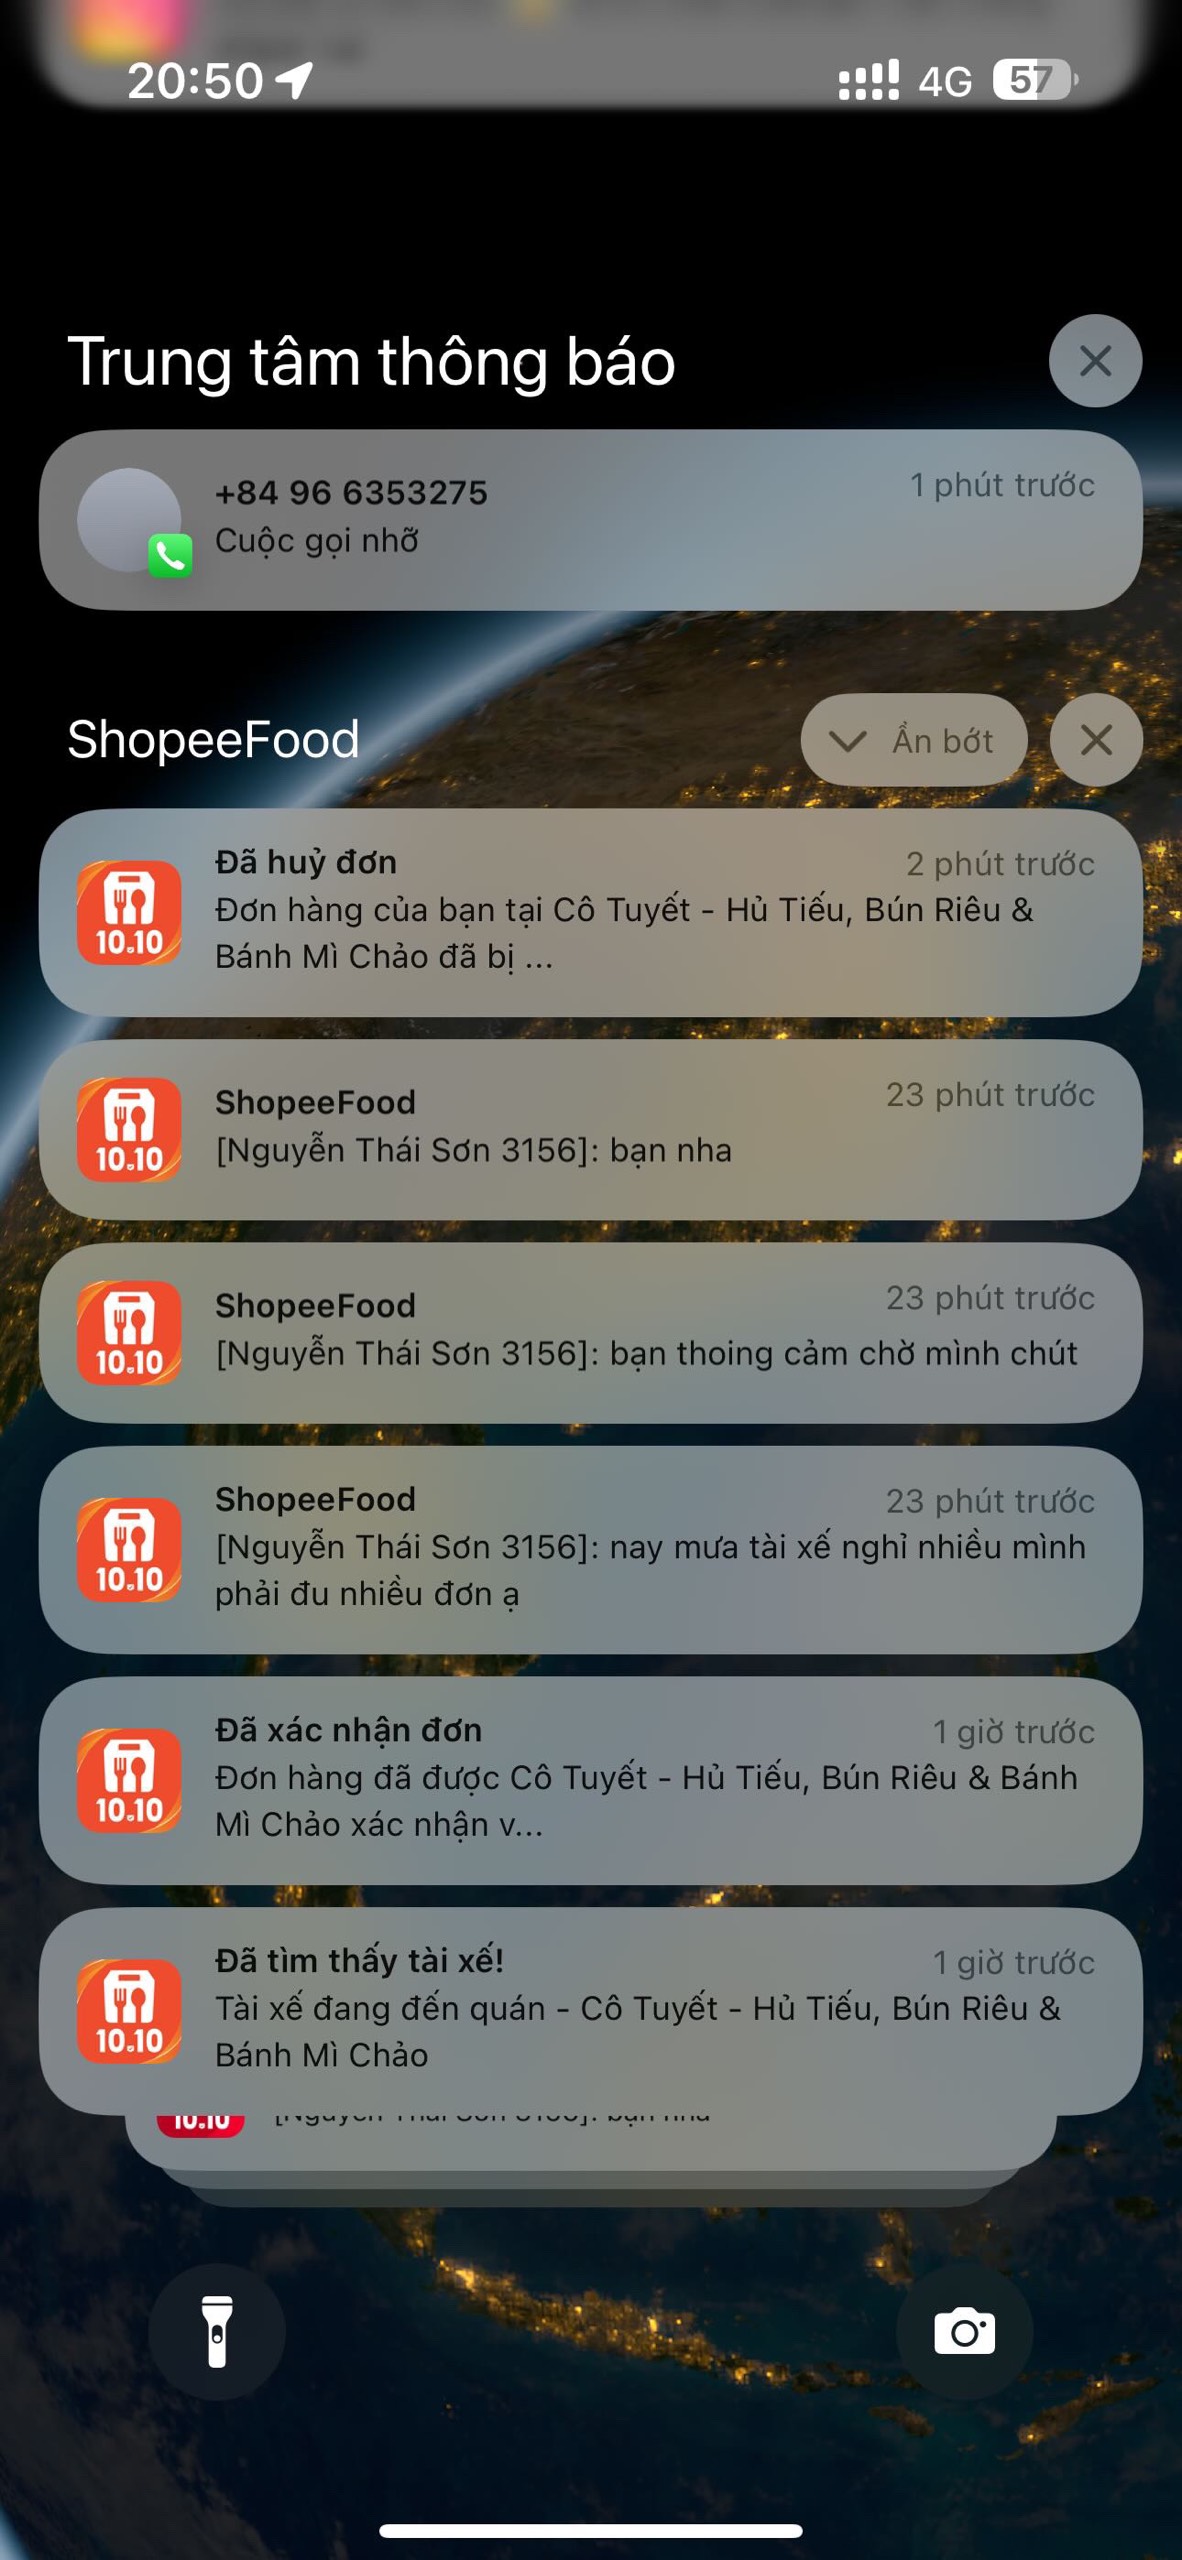 20:50
4G
57
Trung tâm thông báo
+84 96 6353275
1 phút trước
Cuộc gọi nhỡ
ShopeeFood
Ẩn bớt
10.10
Đã huỷ đơn
2 phút trước
Đơn hàng của bạn tại Cô Tuyết - Hủ Tiếu, Bún Riêu &
Bánh Mì Chảo đã bị ...
10.10
ShopeeFood
23 phút trước
[Nguyễn Thái Sơn 3156]: bạn nha
10.10
ShopeeFood
23 phút trước
[Nguyễn Thái Sơn 3156]: bạn thoing cảm chờ mình chút
10.10
ShopeeFood
23 phút trước
[Nguyễn Thái Sơn 3156]: nay mưa tài xế nghỉ nhiều mình
phải đu nhiều đơn ạ
10.10
Đã xác nhận đơn
1 giờ trước
Đơn hàng đã được Cô Tuyết - Hủ Tiếu, Bún Riêu & Bánh
Mì Chảo xác nhận v...
10.10
Đã tìm thấy tài xế!
1 giờ trước
Tài xế đang đến quán - Cô Tuyết - Hủ Tiếu, Bún Riêu &
Bánh Mì Chảo
10.10